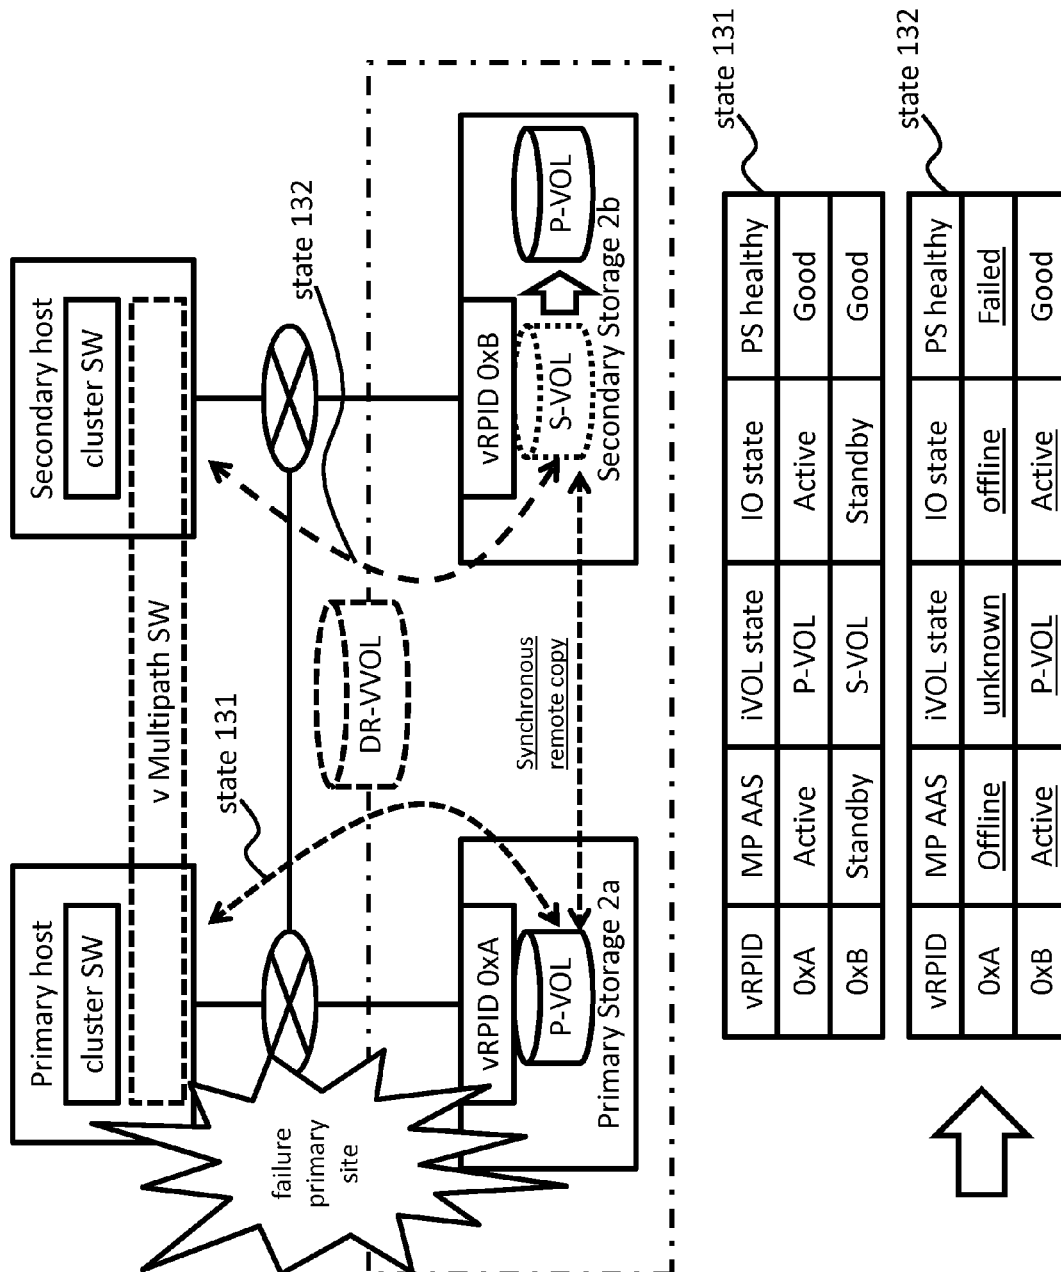 Primary host
cluster SW
v Multipath SW
Secondary host
cluster SW
failure
primary
site
state 131
state 132
DR-VVOL
vRPID 0xA
P-VOL
Primary Storage 2a
Synchronous
remote copy
vRPID 0xB
S-VOL
P-VOL
Secondary Storage 2b
state 131
vRPID MP AAS iVOL state IO state PS healthy
0xA Active P-VOL Active Good
0xB Standby S-VOL Standby Good
state 132
vRPID MP AAS iVOL state IO state PS healthy
0xA Offline unknown offline Failed
0xB Active P-VOL Active Good